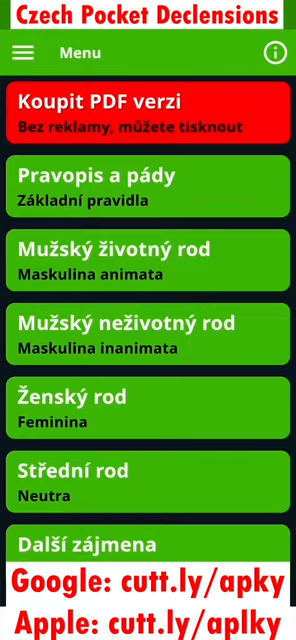 Czech Pocket Declensions
Menu
Koupit PDF verzi
Bez reklamy, můžete tisknout
Pravopis a pády
Základní pravidla
Mužský životný rod
Maskulina animata
Mužský neživotný rod
Maskulina inanimata
Ženský rod
Feminina
Střední rod
Neutra
Další zájmena
Google: cutt.ly/apky
Apple: cutt.ly/aplky